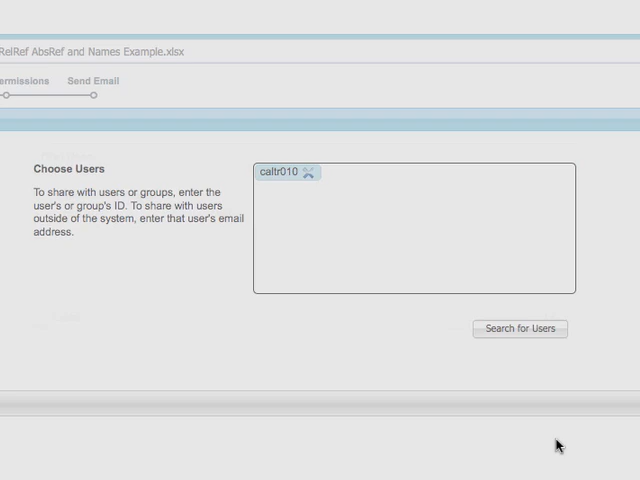 RelRef AbsRef and Names Example.xlsx
ermissions Send Email
Choose Users
caltr010
To share with users or groups, enter the
user's or group's ID. To share with users
outside of the system, enter that user's email
address.
Search for Users